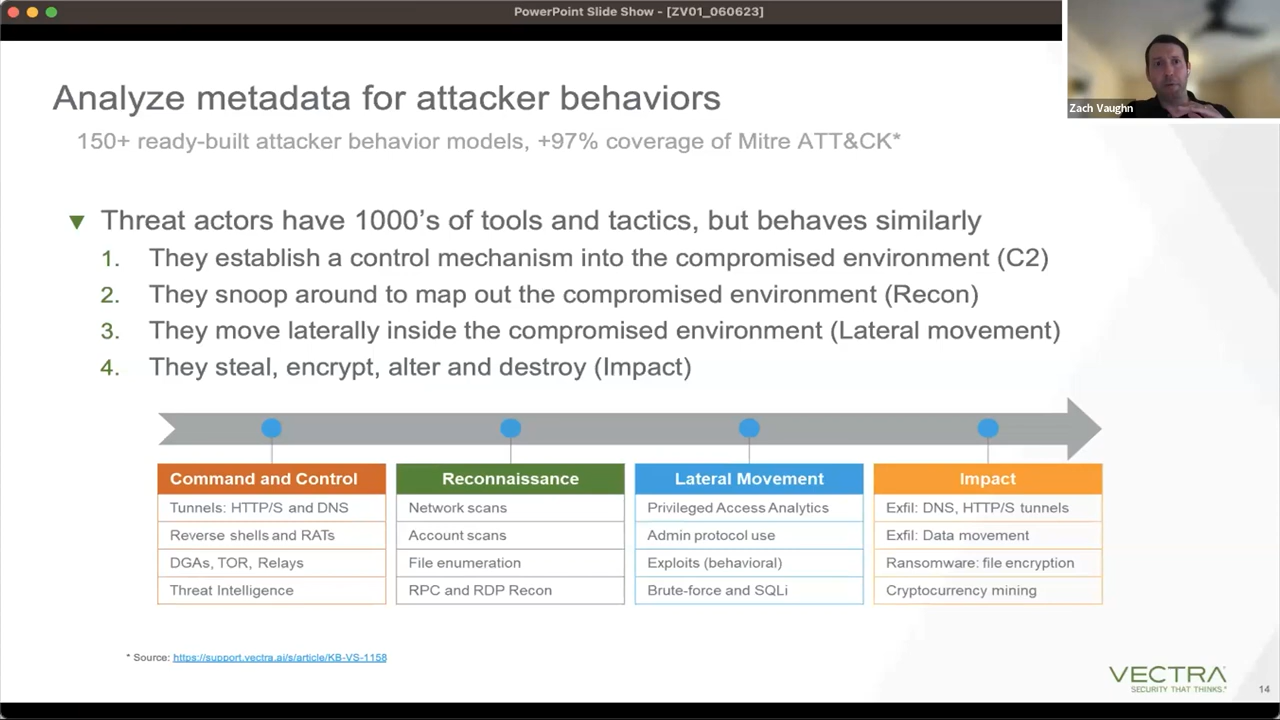 PowerPoint Slide Show - [ZV01_060623]
Zach Vaughn
Analyze metadata for attacker behaviors
150+ ready-built attacker behavior models, +97% coverage of Mitre ATT&CK*
Threat actors have 1000’s of tools and tactics, but behaves similarly
1. They establish a control mechanism into the compromised environment (C2)
2. They snoop around to map out the compromised environment (Recon)
3. They move laterally inside the compromised environment (Lateral movement)
4. They steal, encrypt, alter and destroy (Impact)
Command and Control
Tunnels: HTTP/S and DNS
Reverse shells and RATs
DGAs, TOR, Relays
Threat Intelligence
Reconnaissance
Network scans
Account scans
File enumeration
RPC and RDP Recon
Lateral Movement
Privileged Access Analytics
Admin protocol use
Exploits (behavioral)
Brute-force and SQLi
Impact
Exfil: DNS, HTTP/S tunnels
Exfil: Data movement
Ransomware: file encryption
Cryptocurrency mining
* Source: https://support.vectra.ai/s/article/KB-VS-1158
VECTRA
SECURITY THAT THINKS.®
14